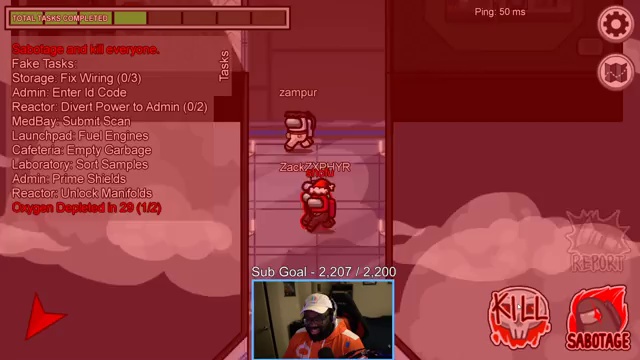 TOTAL TASKS COMPLETED
Ping: 50 ms
Sabotage and kill everyone.
Fake Tasks:
Storage: Fix Wiring (0/3)
Admin: Enter Id Code
Reactor: Divert Power to Admin (0/2)
MedBay: Submit Scan
Launchpad: Fuel Engines
Cafeteria: Empty Garbage
Laboratory: Sort Samples
Admin: Prime Shields
Reactor: Unlock Manifolds
Oxygen Depleted in 29 (1/2)
Tasks
zampur
REPORT
Sub Goal - 2,207 / 2,200
KILL
SABOTAGE